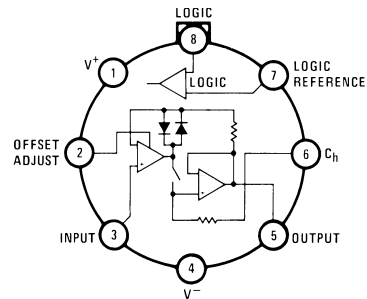 LOGIC
8
V+
1
LOGIC
7
LOGIC
REFERENCE
OFFSET
ADJUST
2
6
Ch
INPUT
3
5
OUTPUT
4
V−